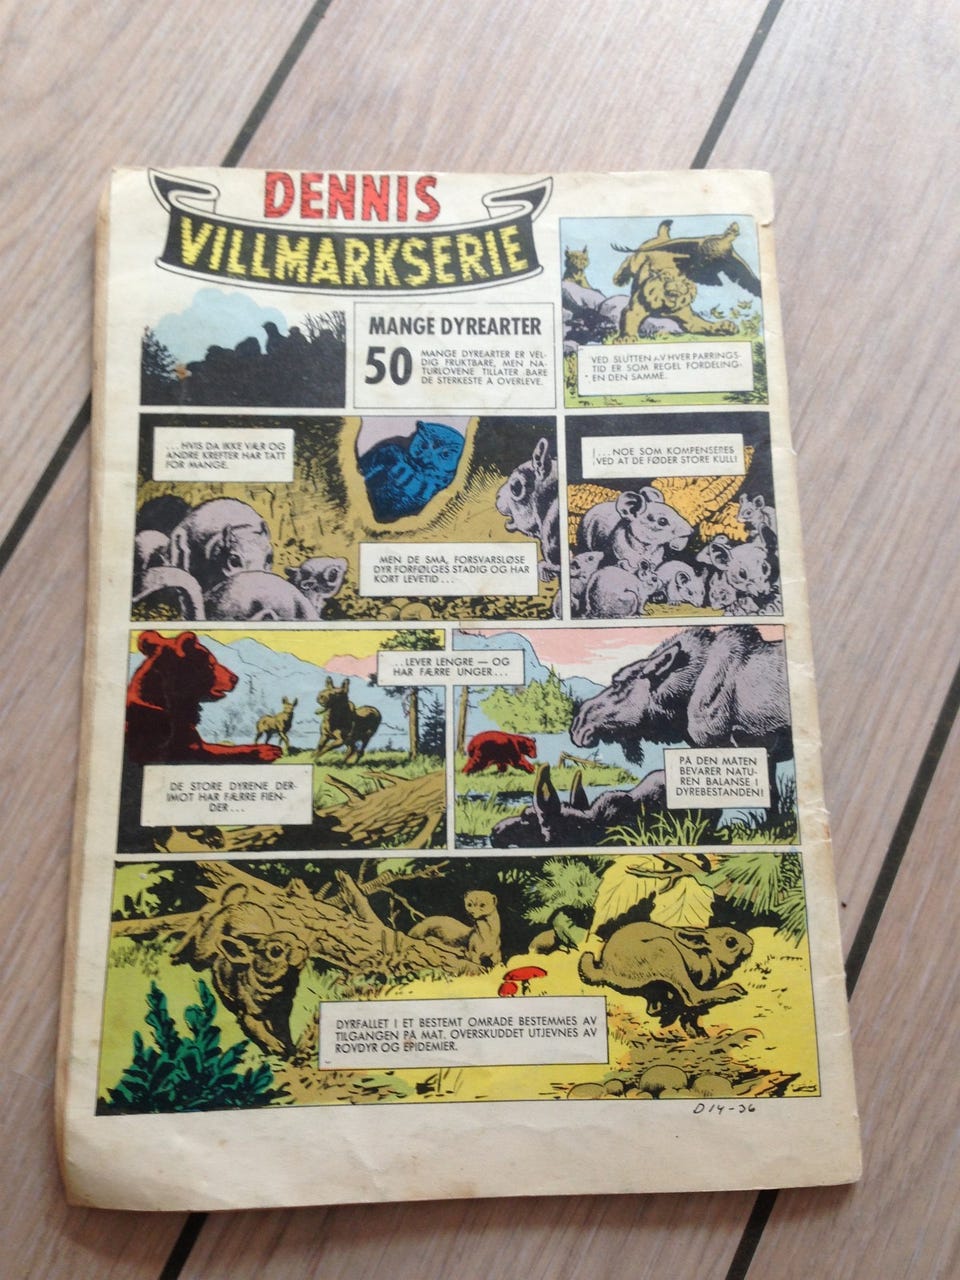 DENNIS
VILLMARKSERIE
MANGE DYREARTER
50
MANGE DYREARTER ER VEL-
DIG FRUKTBARE, MEN NA-
TURLOVENE TILLATER BARE
DE STERKESTE Å OVERLEVE.
VED SLUTTEN AV HVER PARRINGS-
TID ER SOM REGEL FORDELING-
EN DEN SAMME.
...HVIS DA IKKE VÆR OG
ANDRE KREFTER HAR TATT
FOR MANGE.
MEN DE SMÅ, FORSVARSLØSE
DYR FORFØLGES STADIG OG HAR
KORT LEVETID...
...NOE SOM KOMPENSERES
VED AT DE FØDER STORE KULL!
DE STORE DYRENE DER-
IMOT HAR FÆRRE FIEN-
DER...
...LEVER LENGRE — OG
HAR FÆRRE UNGER...
PÅ DEN MÅTEN
BEVARER NATU-
REN BALANSE I
DYREBESTANDEN!
DYRFALLET I ET BESTEMT OMRÅDE BESTEMMES AV
TILGANGEN PÅ MAT. OVERSKUDDET UTJEVNES AV
ROVDYR OG EPIDEMIER.
D14-36